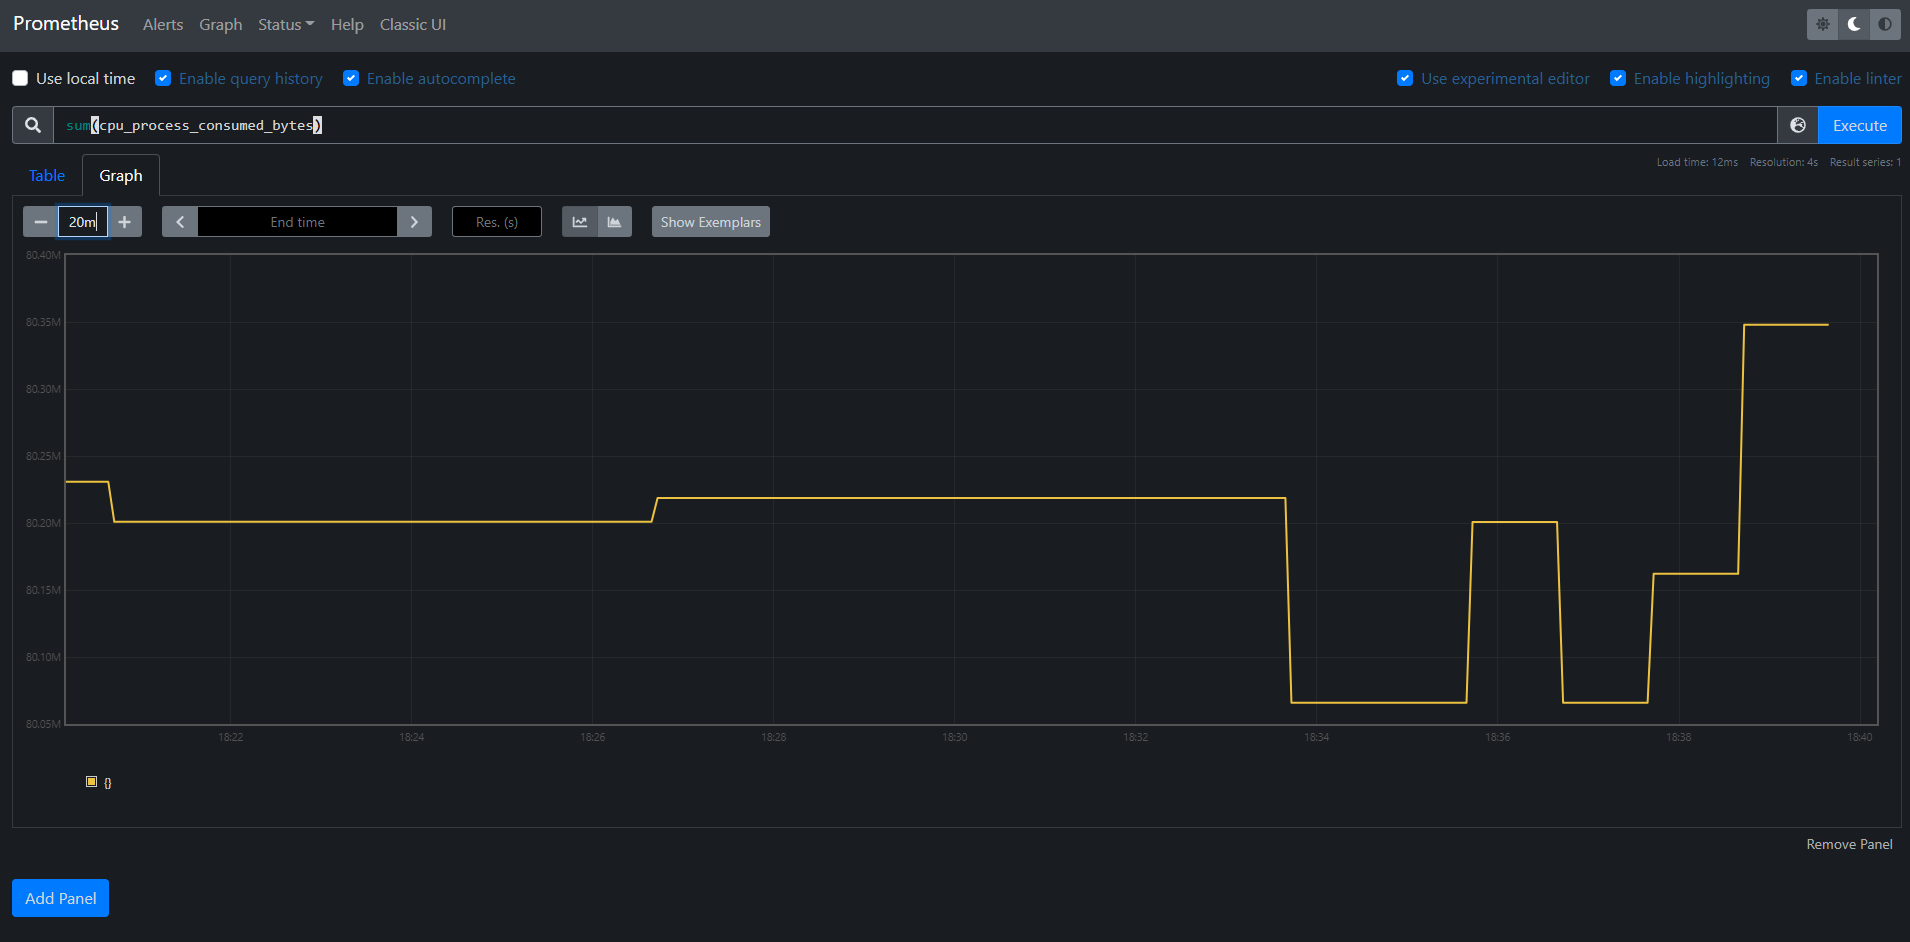 Prometheus Alerts Graph Status Help Classic UI
Use local time Enable query history Enable autocomplete Use experimental editor Enable highlighting Enable linter
sum(cpu_process_consumed_bytes) Execute
Load time: 12ms Resolution: 4s Result series: 1
Table Graph
20m End time Res. (s) Show Exemplars
80.40M
80.35M
80.30M
80.25M
80.20M
80.15M
80.10M
80.05M
18:22 18:24 18:26 18:28 18:30 18:32 18:34 18:36 18:38 18:40
{}
Remove Panel
Add Panel